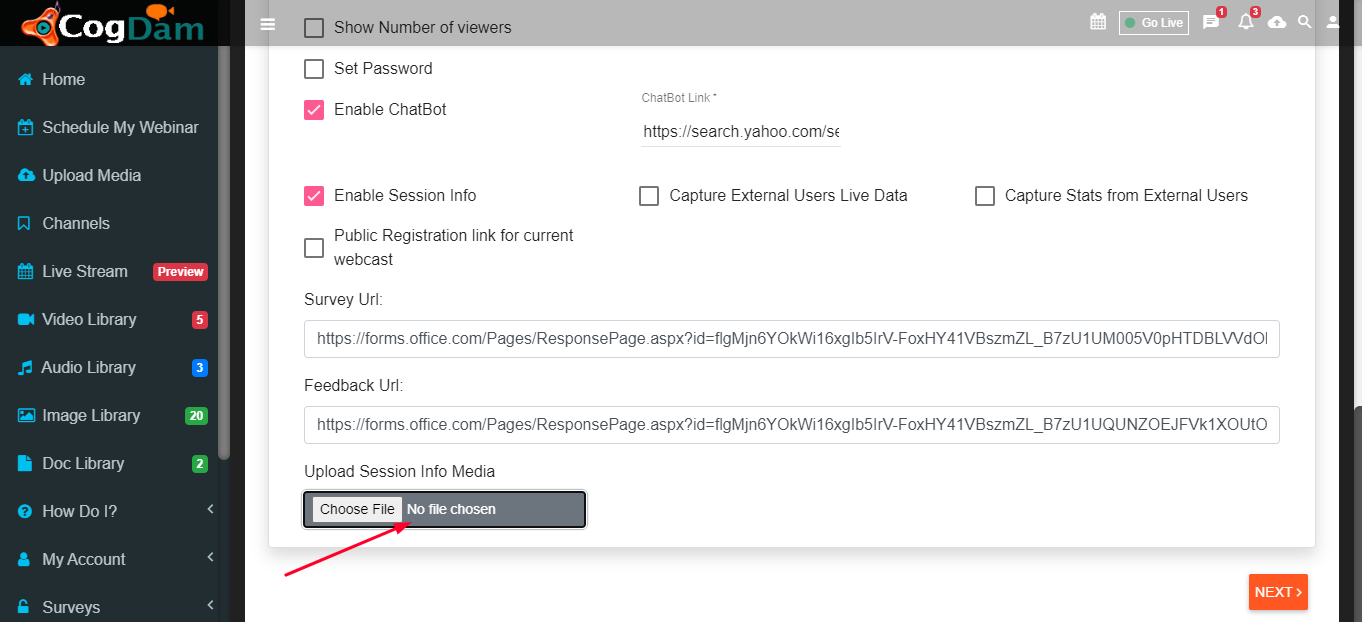 CogDam
Home
Schedule My Webinar
Upload Media
Channels
Live Stream Preview
Video Library 5
Audio Library 3
Image Library 20
Doc Library 2
How Do I?
My Account
Surveys
Go Live 1 3
Show Number of viewers
Set Password
Enable ChatBot
ChatBot Link *
https://search.yahoo.com/se
Enable Session Info
Capture External Users Live Data
Capture Stats from External Users
Public Registration link for current
webcast
Survey Url:
https://forms.office.com/Pages/ResponsePage.aspx?id=flgMjn6YOkWi16xgIb5IrV-FoxHY41VBszmZL_B7zU1UM005V0pHTDBLVVdOl
Feedback Url:
https://forms.office.com/Pages/ResponsePage.aspx?id=flgMjn6YOkWi16xgIb5IrV-FoxHY41VBszmZL_B7zU1UQUNZOEJFVk1XOUtO
Upload Session Info Media
Choose File No file chosen
NEXT